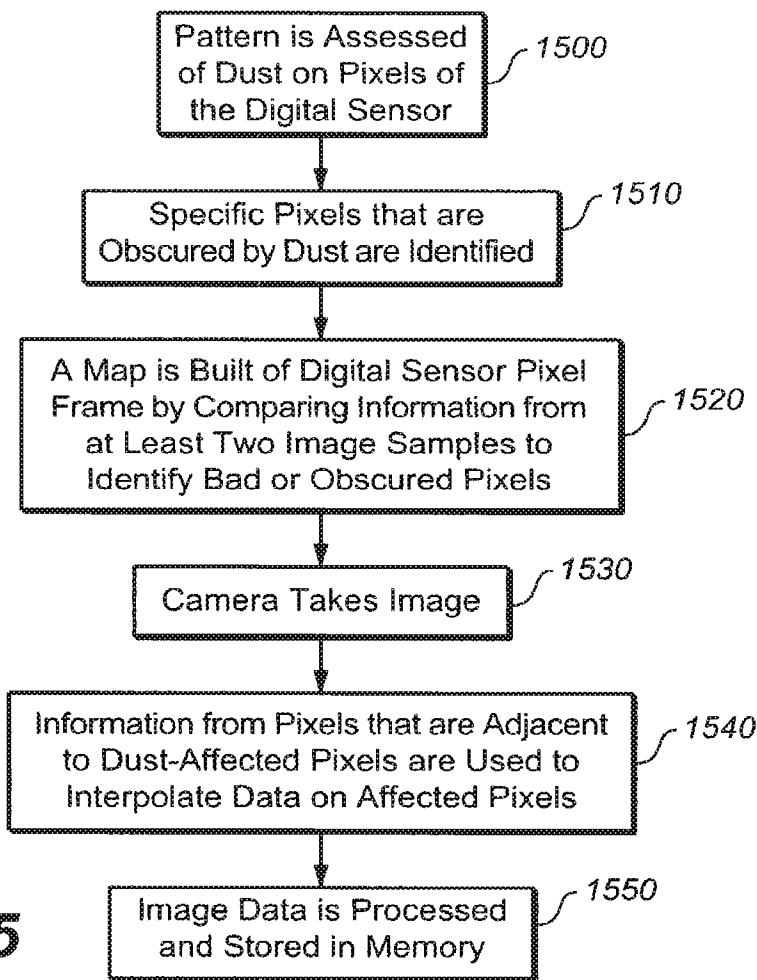 Pattern is Assessed
of Dust on Pixels of
the Digital Sensor
1500
Specific Pixels that are
Obscured by Dust are Identified
1510
A Map is Built of Digital Sensor Pixel
Frame by Comparing Information from
at Least Two Image Samples to
Identify Bad or Obscured Pixels
1520
Camera Takes Image
1530
Information from Pixels that are Adjacent
to Dust-Affected Pixels are Used to
Interpolate Data on Affected Pixels
1540
Image Data is Processed
and Stored in Memory
1550
5